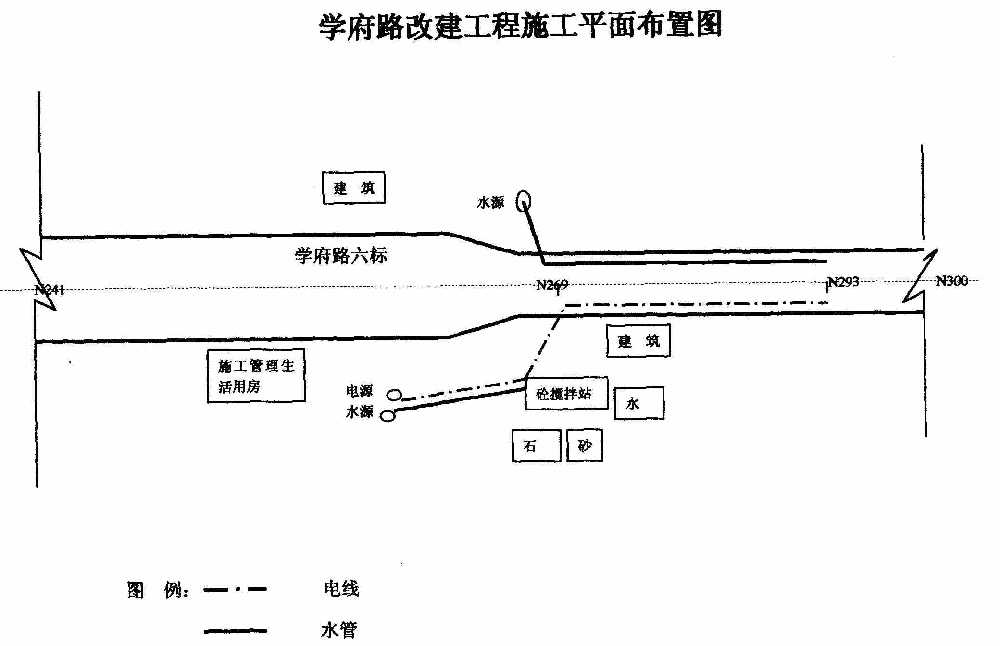 学府路改建工程施工平面布置图
建 筑
水源
学府路六标
N241
N269
N293
N300
建 筑
施工管理生
活用房
电源
水源
砼搅拌站
水
石
砂
图 例：
电线
水管